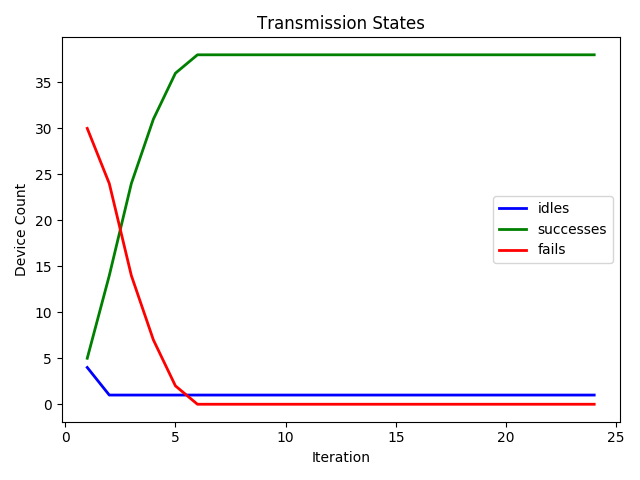 Transmission States
Device Count
35
30
25
20
15
10
5
0
idles
successes
fails
0 5 10 15 20 25
Iteration